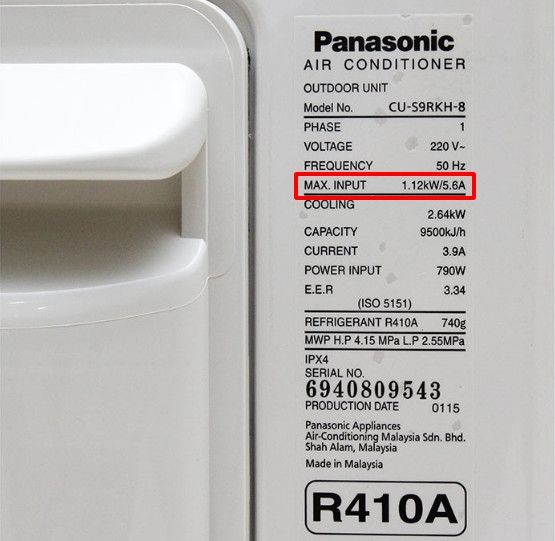 Panasonic
AIR CONDITIONER
OUTDOOR UNIT
Model No. CU-S9RKH-8
PHASE 1
VOLTAGE 220 V~
FREQUENCY 50 Hz
MAX. INPUT 1.12kW/5.6A
COOLING
2.64kW
CAPACITY 9500kJ/h
CURRENT 3.9A
POWER INPUT 790W
E.E.R 3.34
(ISO 5151)
REFRIGERANT R410A 740g
MWP H.P 4.15 MPa L.P 2.55MPa
IPX4
SERIAL NO.
6940809543
PRODUCTION DATE 0115
Panasonic Appliances
Air-Conditioning Malaysia Sdn. Bhd.
Shah Alam, Malaysia
Made in Malaysia
R410A